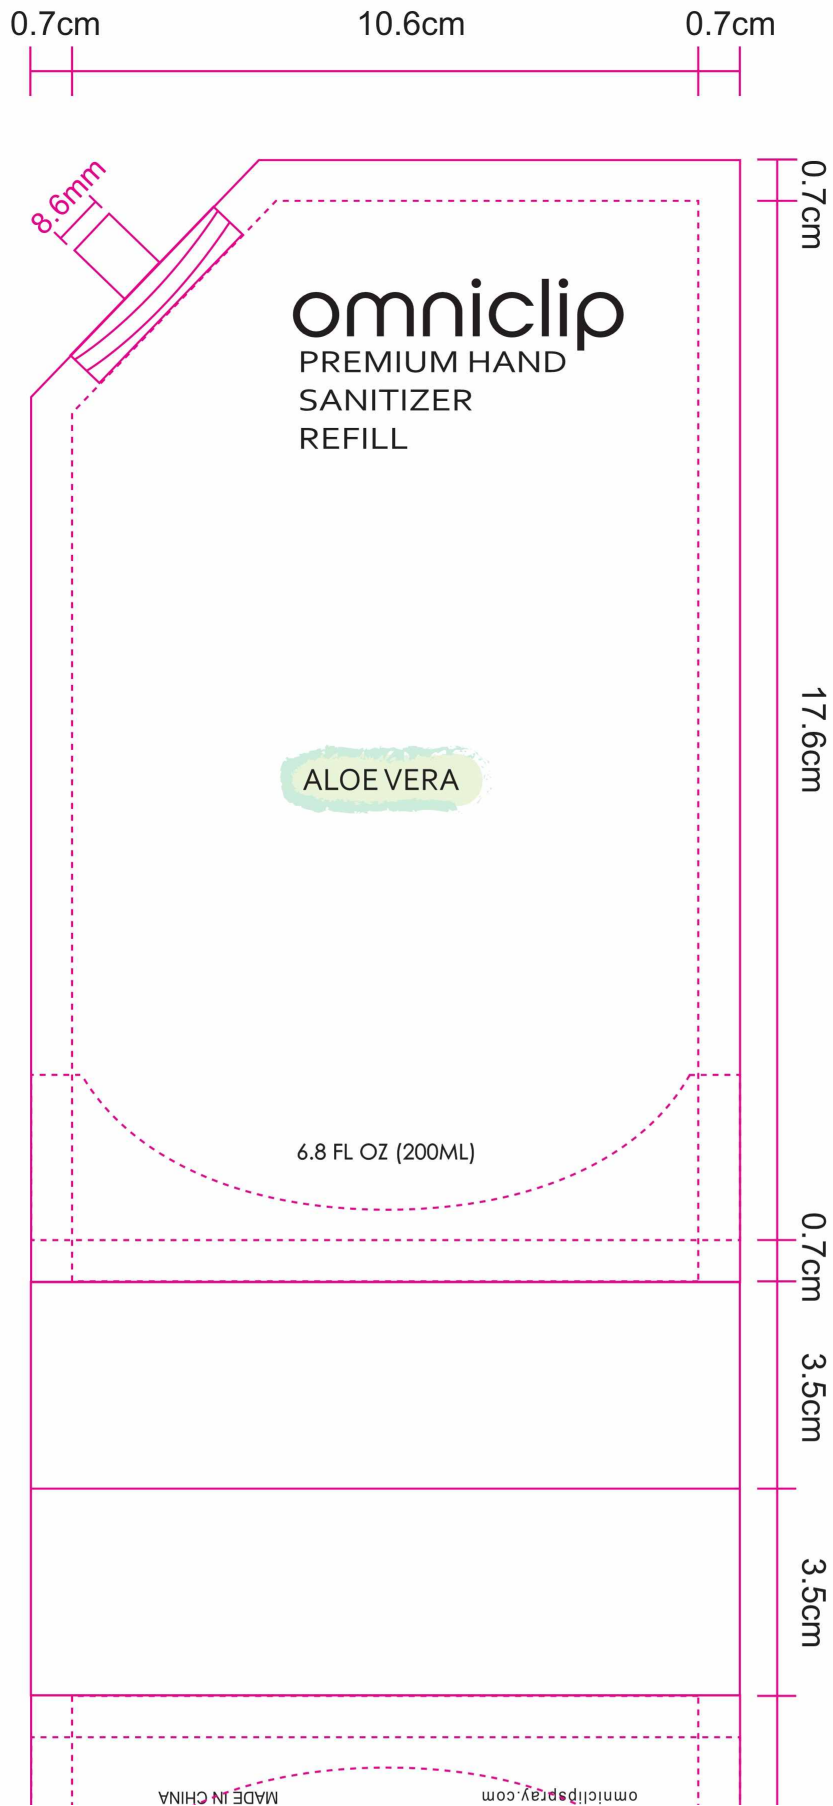 0.7cm 10.6cm 0.7cm
8.6mm
0.7cm
omniclip
PREMIUM HAND
SANITIZER
REFILL
17.6cm
ALOE VERA
6.8 FL OZ (200ML)
0.7cm
3.5cm
3.5cm
MADE IN CHINA
omniclipspray.com